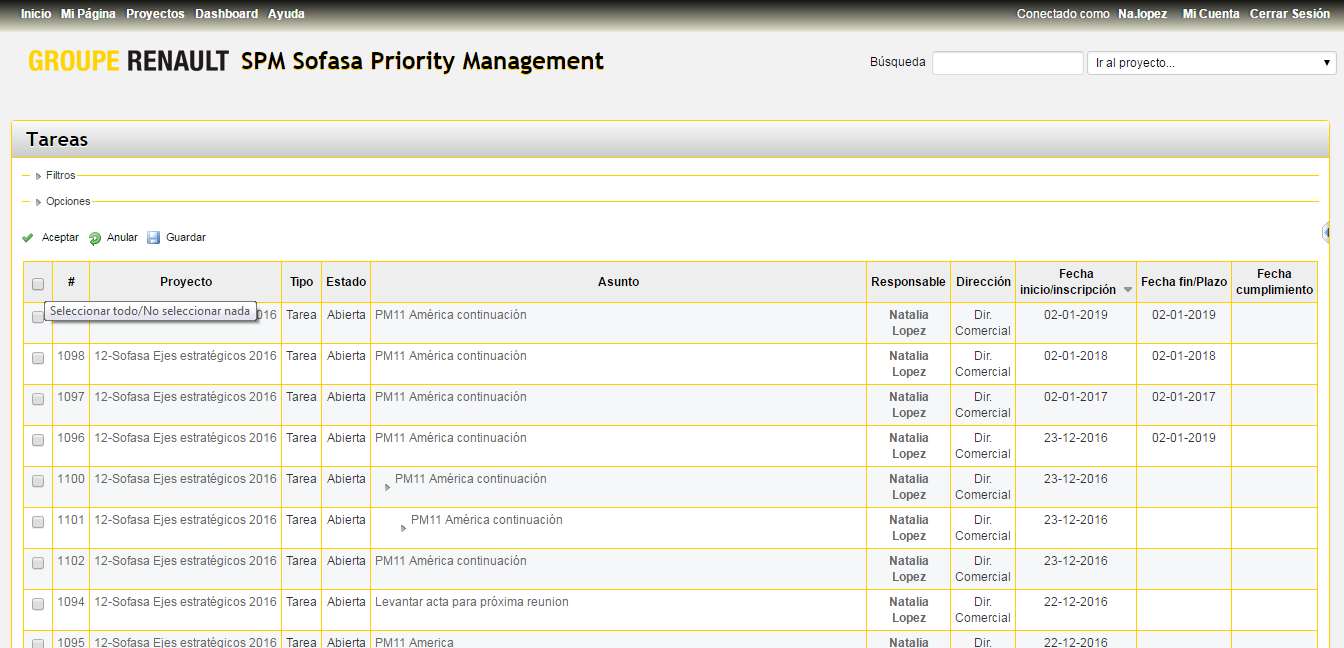 Inicio Mi Página Proyectos Dashboard Ayuda Conectado como Na.lopez Mi Cuenta Cerrar Sesión
GROUPE RENAULT SPM Sofasa Priority Management Búsqueda Ir al proyecto...
Tareas
Filtros
Opciones
Aceptar Anular Guardar
# Proyecto Tipo Estado Asunto Responsable Dirección Fecha inicio/inscripción Fecha fin/Plazo Fecha cumplimiento
Seleccionar todo/No seleccionar nada
016 Tarea Abierta PM11 América continuación Natalia Lopez Dir. Comercial 02-01-2019 02-01-2019
1098 12-Sofasa Ejes estratégicos 2016 Tarea Abierta PM11 América continuación Natalia Lopez Dir. Comercial 02-01-2018 02-01-2018
1097 12-Sofasa Ejes estratégicos 2016 Tarea Abierta PM11 América continuación Natalia Lopez Dir. Comercial 02-01-2017 02-01-2017
1096 12-Sofasa Ejes estratégicos 2016 Tarea Abierta PM11 América continuación Natalia Lopez Dir. Comercial 23-12-2016 02-01-2019
1100 12-Sofasa Ejes estratégicos 2016 Tarea Abierta PM11 América continuación Natalia Lopez Dir. Comercial 23-12-2016
1101 12-Sofasa Ejes estratégicos 2016 Tarea Abierta PM11 América continuación Natalia Lopez Dir. Comercial 23-12-2016
1102 12-Sofasa Ejes estratégicos 2016 Tarea Abierta PM11 América continuación Natalia Lopez Dir. Comercial 23-12-2016
1094 12-Sofasa Ejes estratégicos 2016 Tarea Abierta Levantar acta para próxima reunion Natalia Lopez Dir. Comercial 22-12-2016
1095 12-Sofasa Ejes estratégicos 2016 Tarea Abierta PM11 America Natalia Dir. 22-12-2016